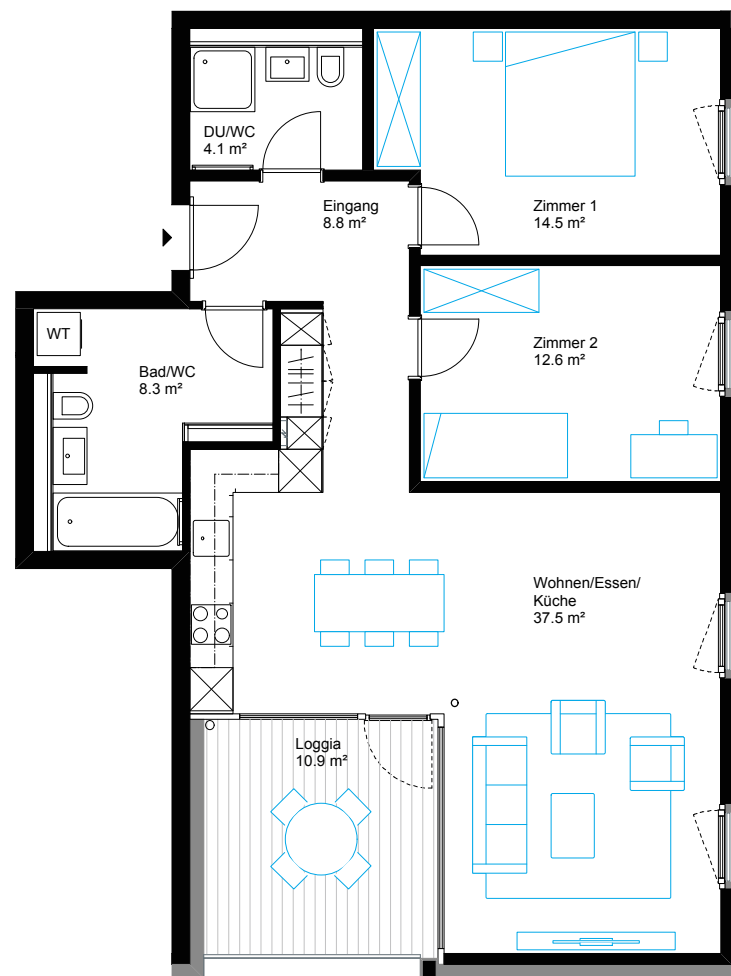 DU/WC
4.1 m²
Eingang
8.8 m²
Zimmer 1
14.5 m²
WT
Bad/WC
8.3 m²
Zimmer 2
12.6 m²
Wohnen/Essen/
Küche
37.5 m²
Loggia
10.9 m²